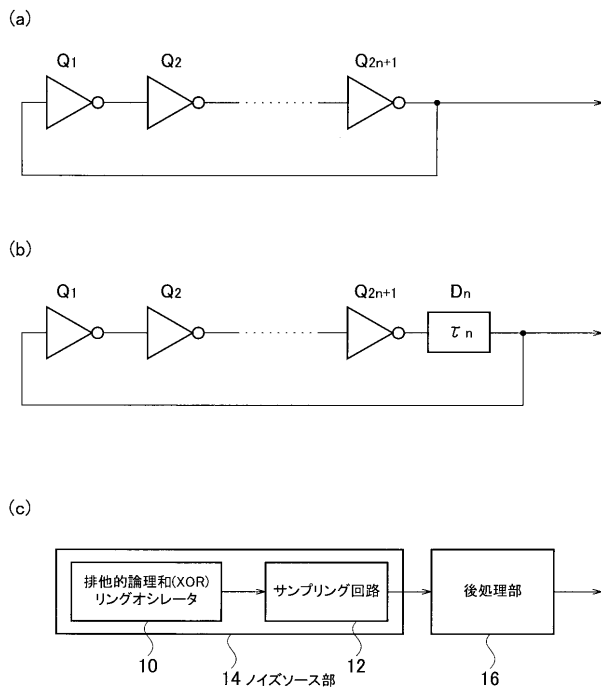 (a)
Q1 Q2 Q2n+1
(b)
Q1 Q2 Q2n+1 Dn
τn
(c)
排他的論理和(XOR)
リングオシレータ
サンプリング回路
後処理部
10 14 ノイズソース部 12 16